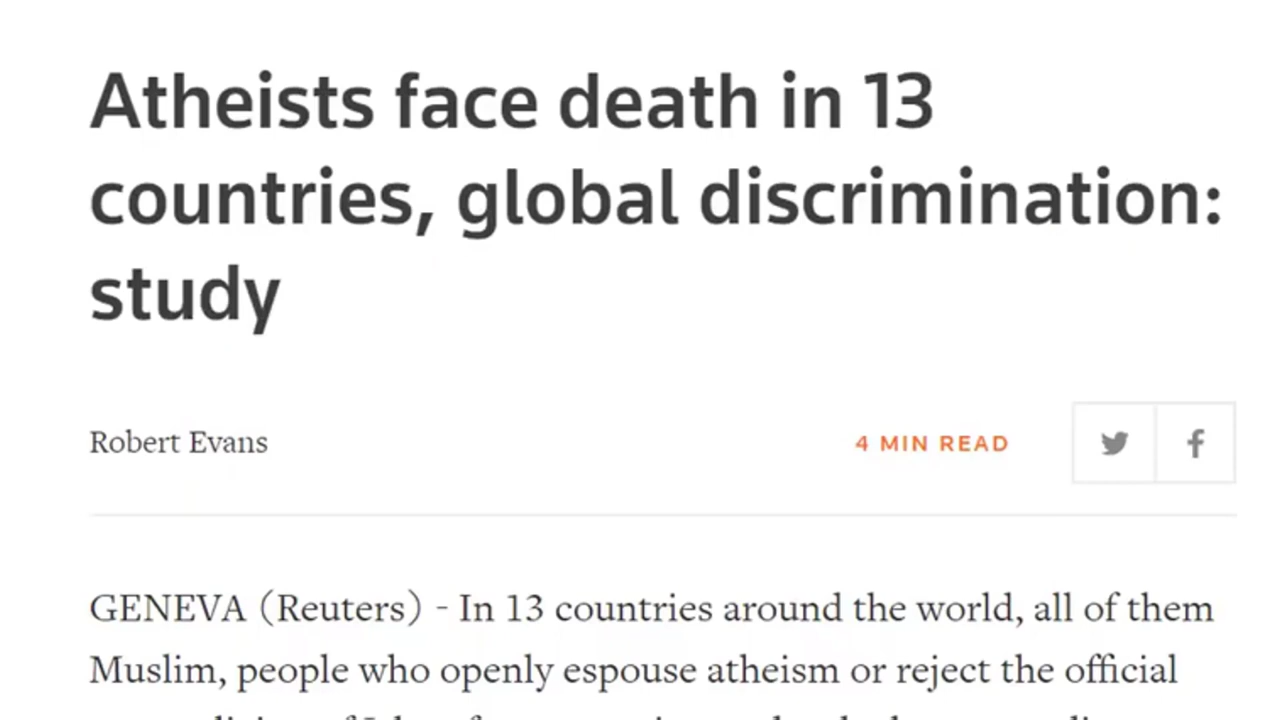 Atheists face death in 13
countries, global discrimination:
study
Robert Evans
4 MIN READ
GENEVA (Reuters) - In 13 countries around the world, all of them
Muslim, people who openly espouse atheism or reject the official